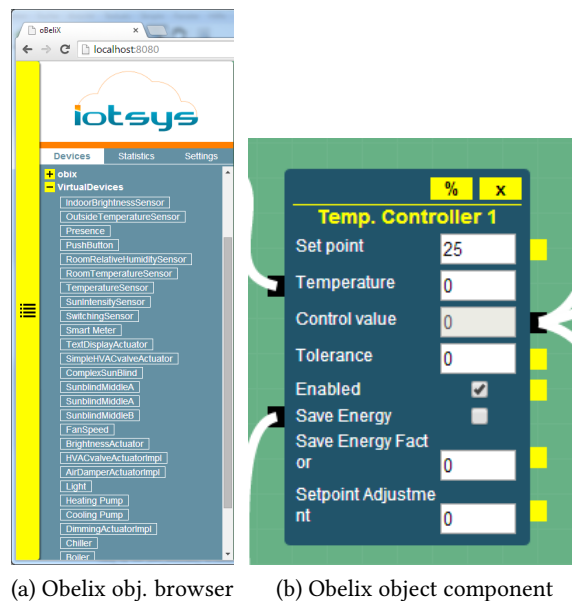 oBeliX
localhost:8080
iotsys
Devices Statistics Settings
obix
VirtualDevices
IndoorBrightnessSensor
OutsideTemperatureSensor
Presence
PushButton
RoomRelativeHumiditySensor
RoomTemperatureSensor
TemperatureSensor
SunIntensitySensor
SwitchingSensor
Smart Meter
TextDisplayActuator
SimpleHVACvalveActuator
ComplexSunBlind
SunblindMiddleA
SunblindMiddleA
SunblindMiddleB
FanSpeed
BrightnessActuator
HVACvalveActuatorImpl
AirDamperActuatorImpl
Light
Heating Pump
Cooling Pump
DimmingActuatorImpl
Chiller
Boiler
(a) Obelix obj. browser
% x
Temp. Controller 1
Set point 25
Temperature 0
Control value 0
Tolerance 0
Enabled
Save Energy
Save Energy Fact
or 0
Setpoint Adjustme
nt 0
(b) Obelix object component